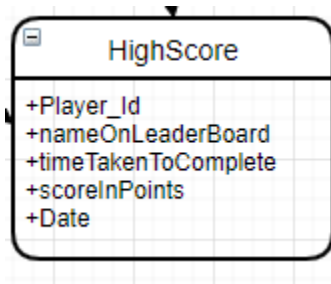 HighScore
+Player_Id
+nameOnLeaderBoard
+timeTakenToComplete
+scoreInPoints
+Date